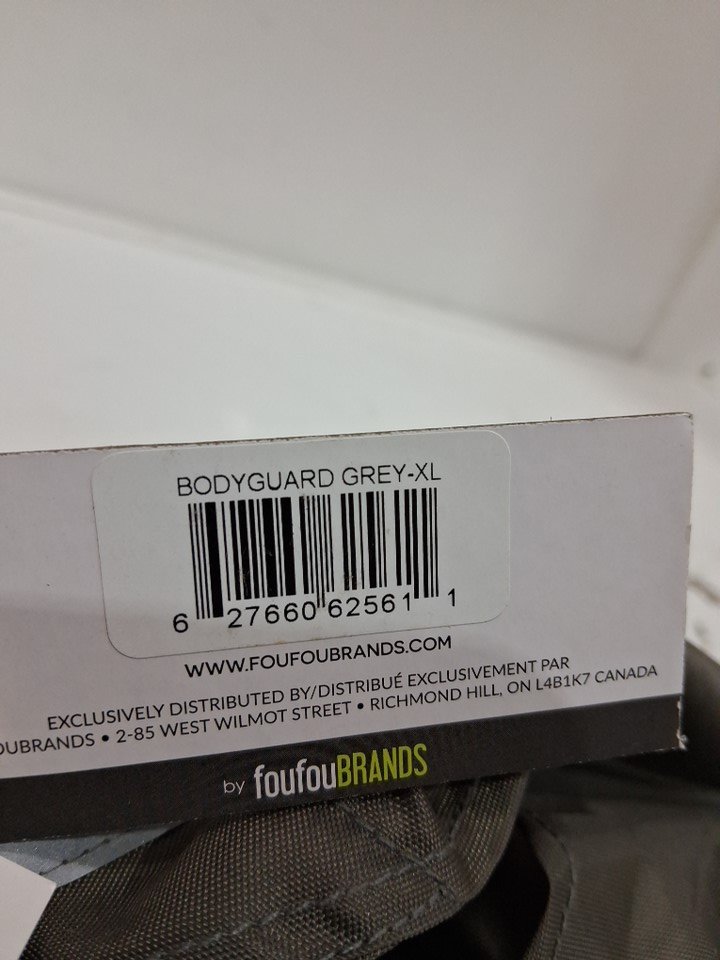 BODYGUARD GREY-XL
6 27660 62561 1
WWW.FOUFOUBRANDS.COM
EXCLUSIVELY DISTRIBUTED BY/DISTRIBUÉ EXCLUSIVEMENT PAR
OUBRANDS • 2-85 WEST WILMOT STREET • RICHMOND HILL, ON L4B1K7 CANADA
by foufouBRANDS